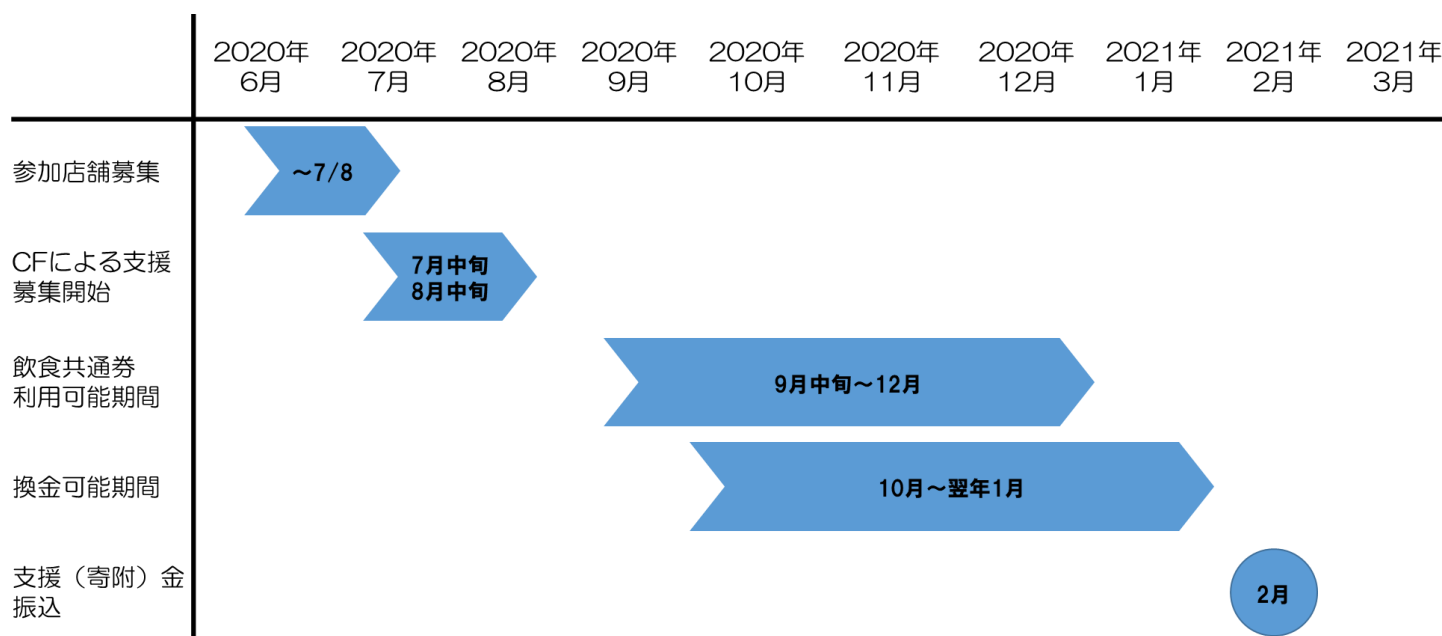 2020年 2020年 2020年 2020年 2020年 2020年 2020年 2021年 2021年 2021年
6月 7月 8月 9月 10月 11月 12月 1月 2月 3月
参加店舗募集
～7/8
CFによる支援
募集開始
7月中旬
8月中旬
飲食共通券
利用可能期間
9月中旬～12月
換金可能期間
10月～翌年1月
支援（寄附）金
振込
2月